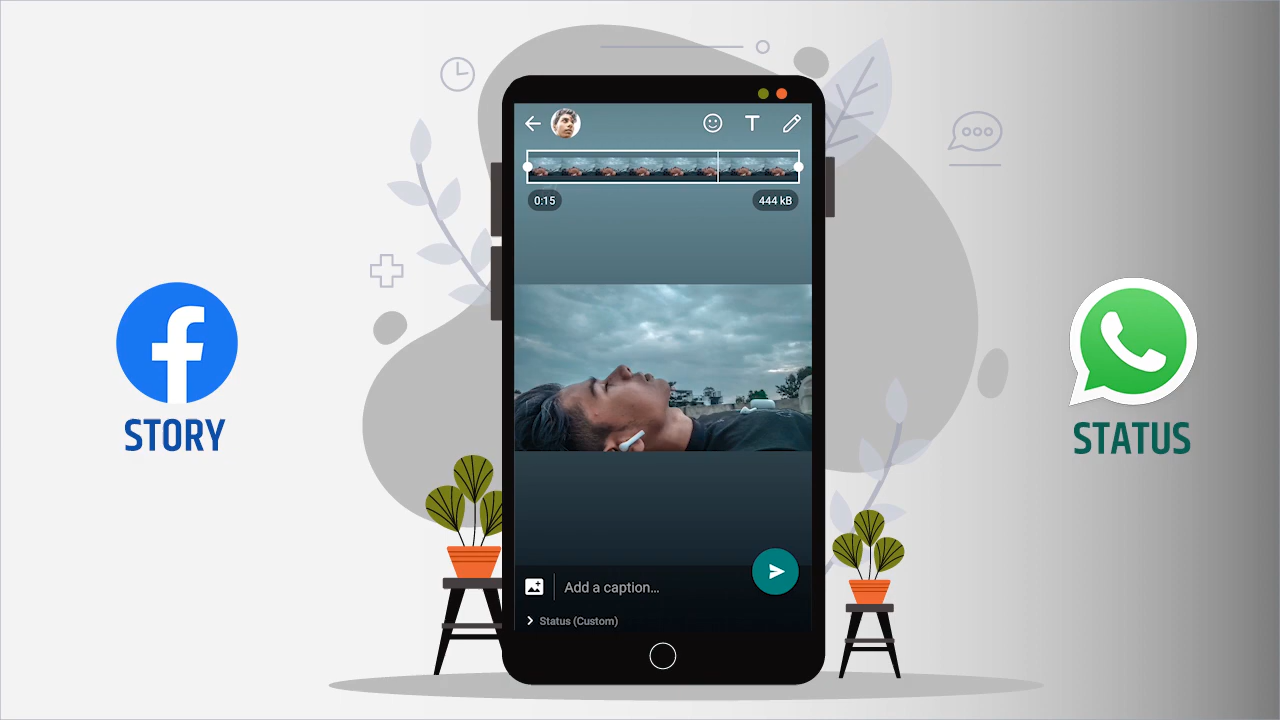 T
0:15
444 kB
STORY
STATUS
Add a caption...
Status (Custom)